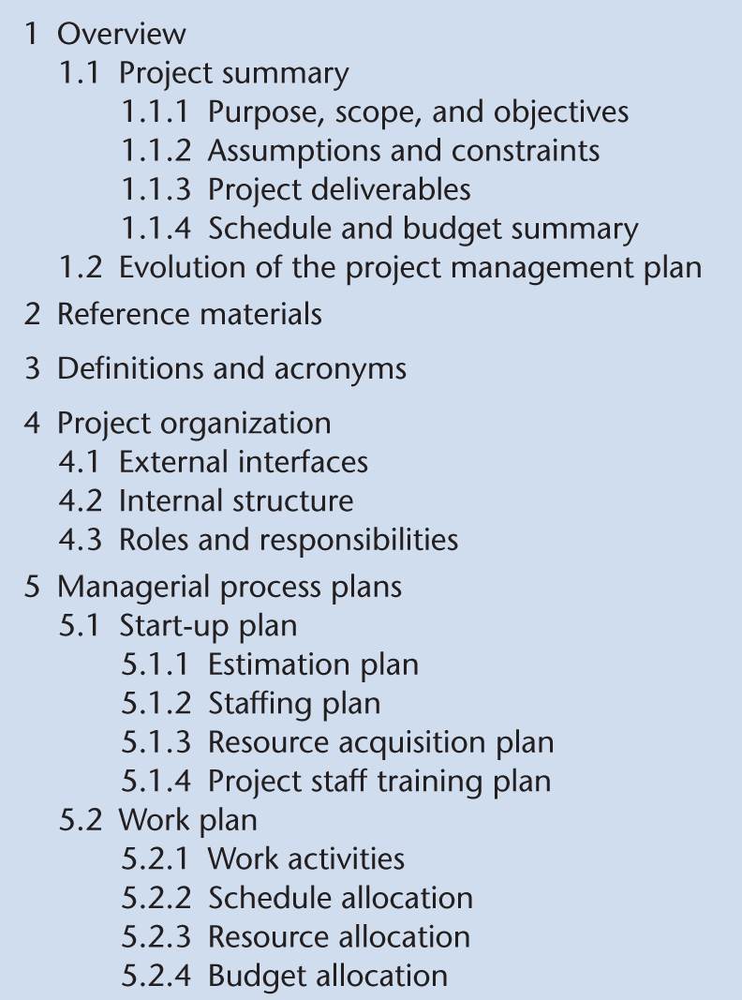 1 Overview
1.1 Project summary
1.1.1 Purpose, scope, and objectives
1.1.2 Assumptions and constraints
1.1.3 Project deliverables
1.1.4 Schedule and budget summary
1.2 Evolution of the project management plan
2 Reference materials
3 Definitions and acronyms
4 Project organization
4.1 External interfaces
4.2 Internal structure
4.3 Roles and responsibilities
5 Managerial process plans
5.1 Start-up plan
5.1.1 Estimation plan
5.1.2 Staffing plan
5.1.3 Resource acquisition plan
5.1.4 Project staff training plan
5.2 Work plan
5.2.1 Work activities
5.2.2 Schedule allocation
5.2.3 Resource allocation
5.2.4 Budget allocation